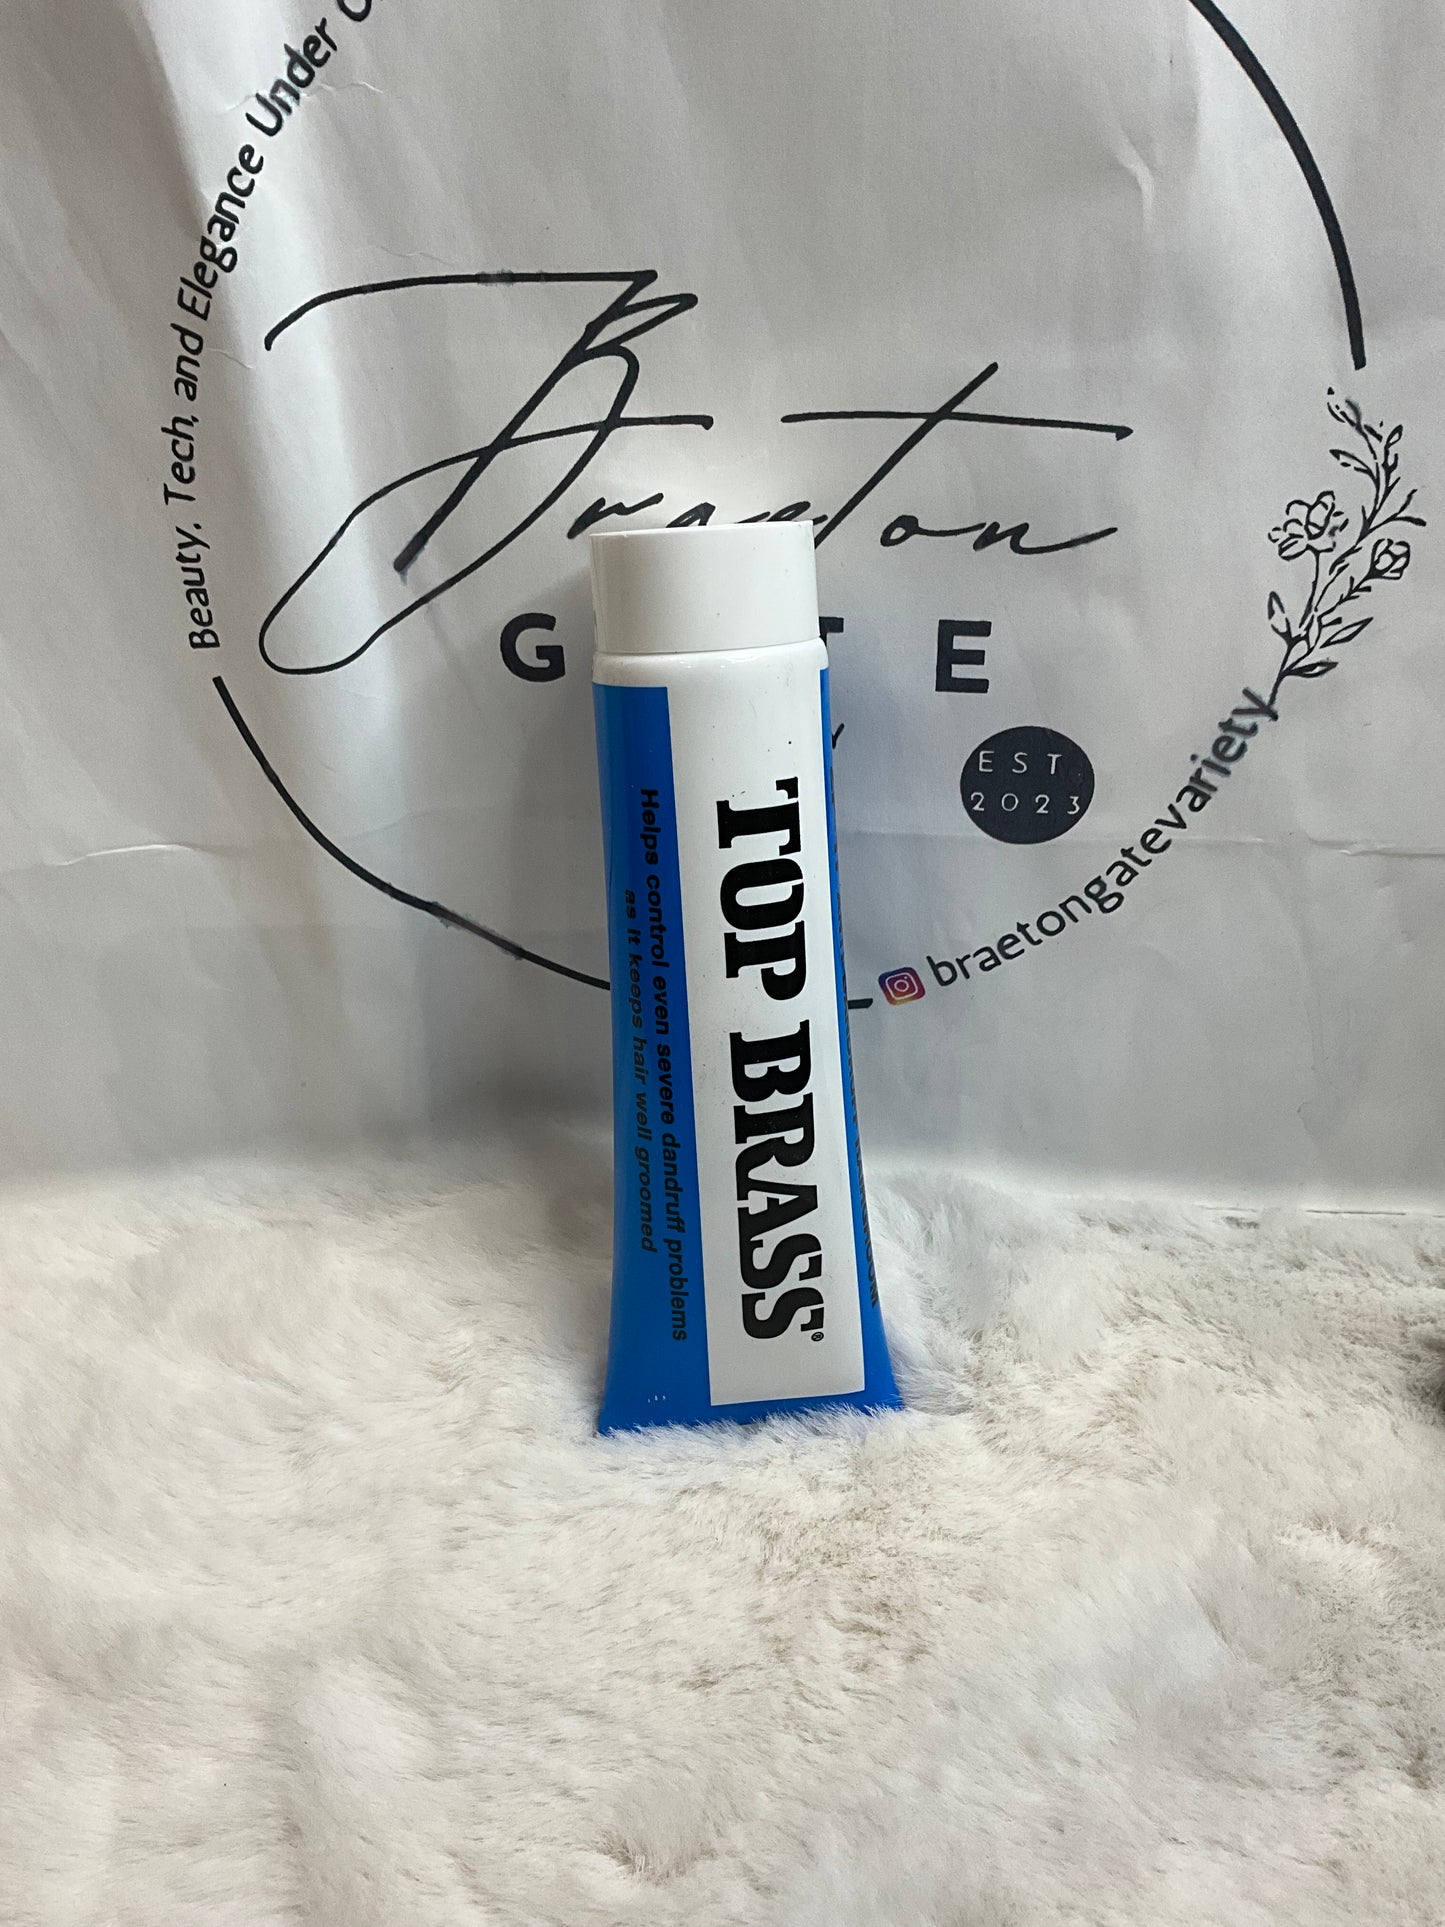 Beauty, Tech, and Elegance Under
Braeton
G TE
EST.
2023
braetongatevariety
TOP BRASS®
Helps control even severe dandruff problems
as it keeps hair well groomed